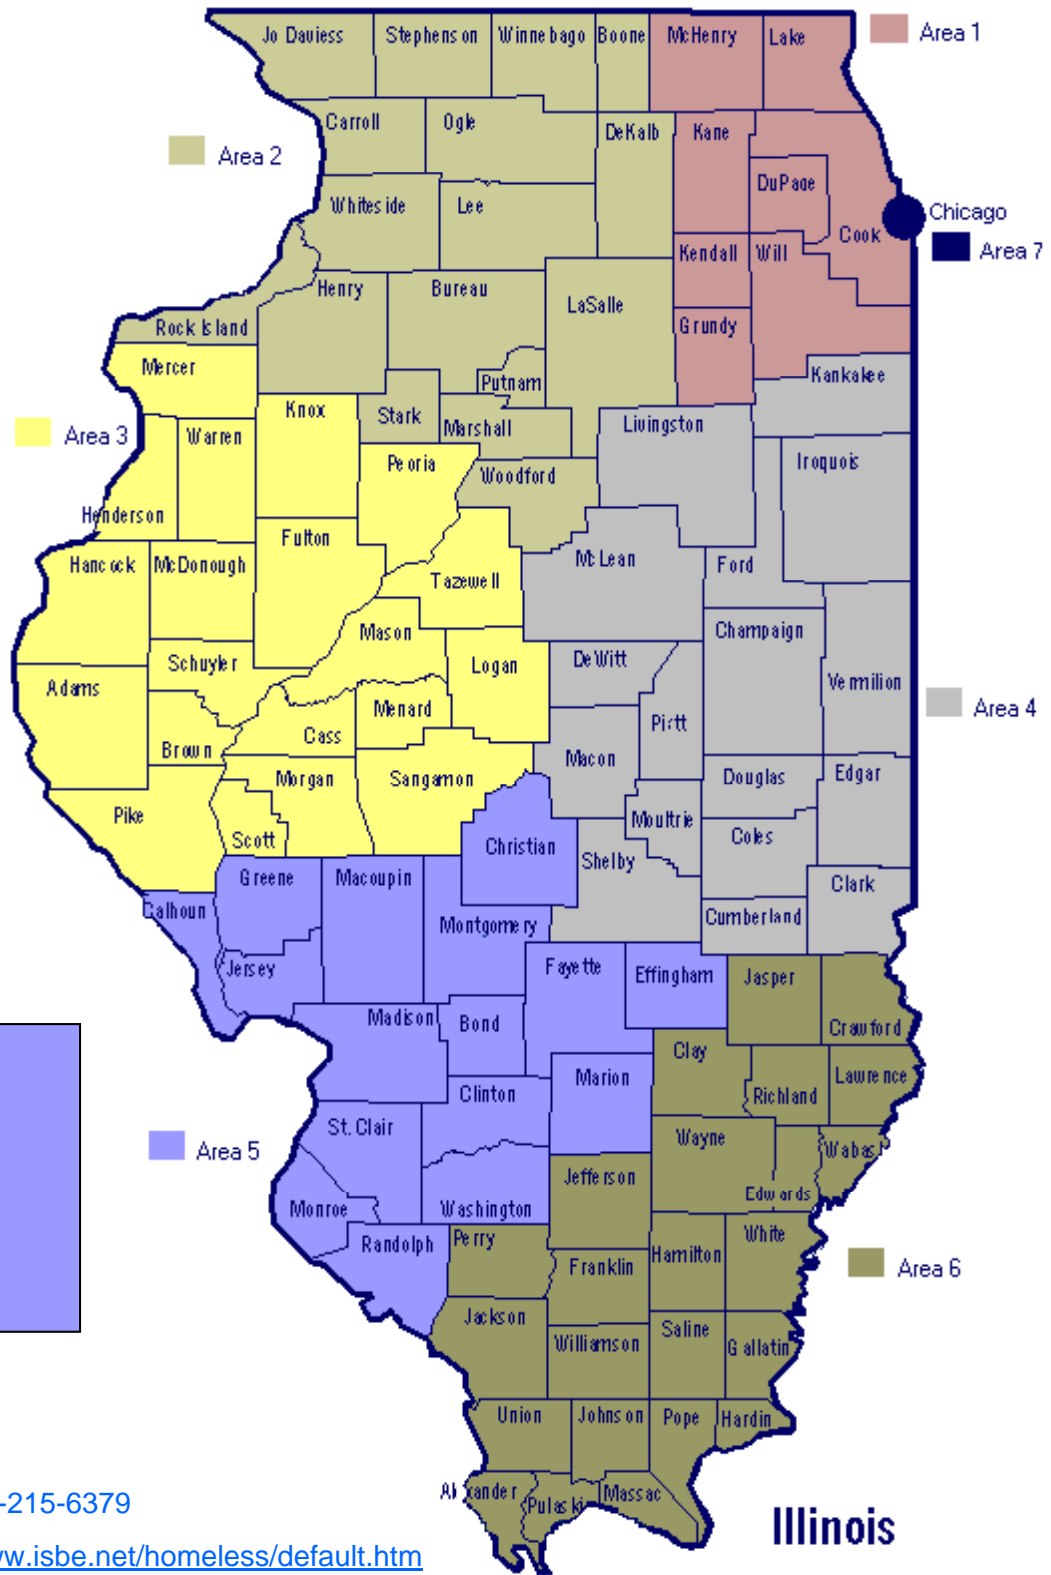 Jo Daviess Stephenson Winnebago Boone McHenry Lake Area 1
Carroll Ogle DeKalb Kane
Area 2 DuPage
Whiteside Lee Chicago
Cook
Kendall Will Area 7
Henry Bureau LaSalle
Rock Island Grundy
Mercer Putnam Kankakee
Knox Stark Marshall Livingston
Area 3 Warren
Peoria Woodford Iroquois
Henderson
Fulton
Hancock McDonough Tazewell McLean Ford
Mason Champaign
Schuyler Logan DeWitt
Adams Vermilion
Menard Piatt Area 4
Brown Cass
Morgan Sangamon Macon Douglas Edgar
Pike Scott Christian Moultrie Coles
Shelby
Greene Macoupin Clark
Calhoun Montgomery Cumberland
Jersey Fayette Effingham Jasper
Madison Bond Crawford
Clay
Clinton Marion Richland Lawrence
St. Clair Wayne
Area 5 Wabash
Jefferson
Monroe Washington Edwards
Randolph Perry Hamilton White
Franklin Area 6
Jackson Williamson Saline Gallatin
Union Johnson Pope Hardin
Alexander Pulaski Massac
-215-6379
Illinois
ww.isbe.net/homeless/default.htm